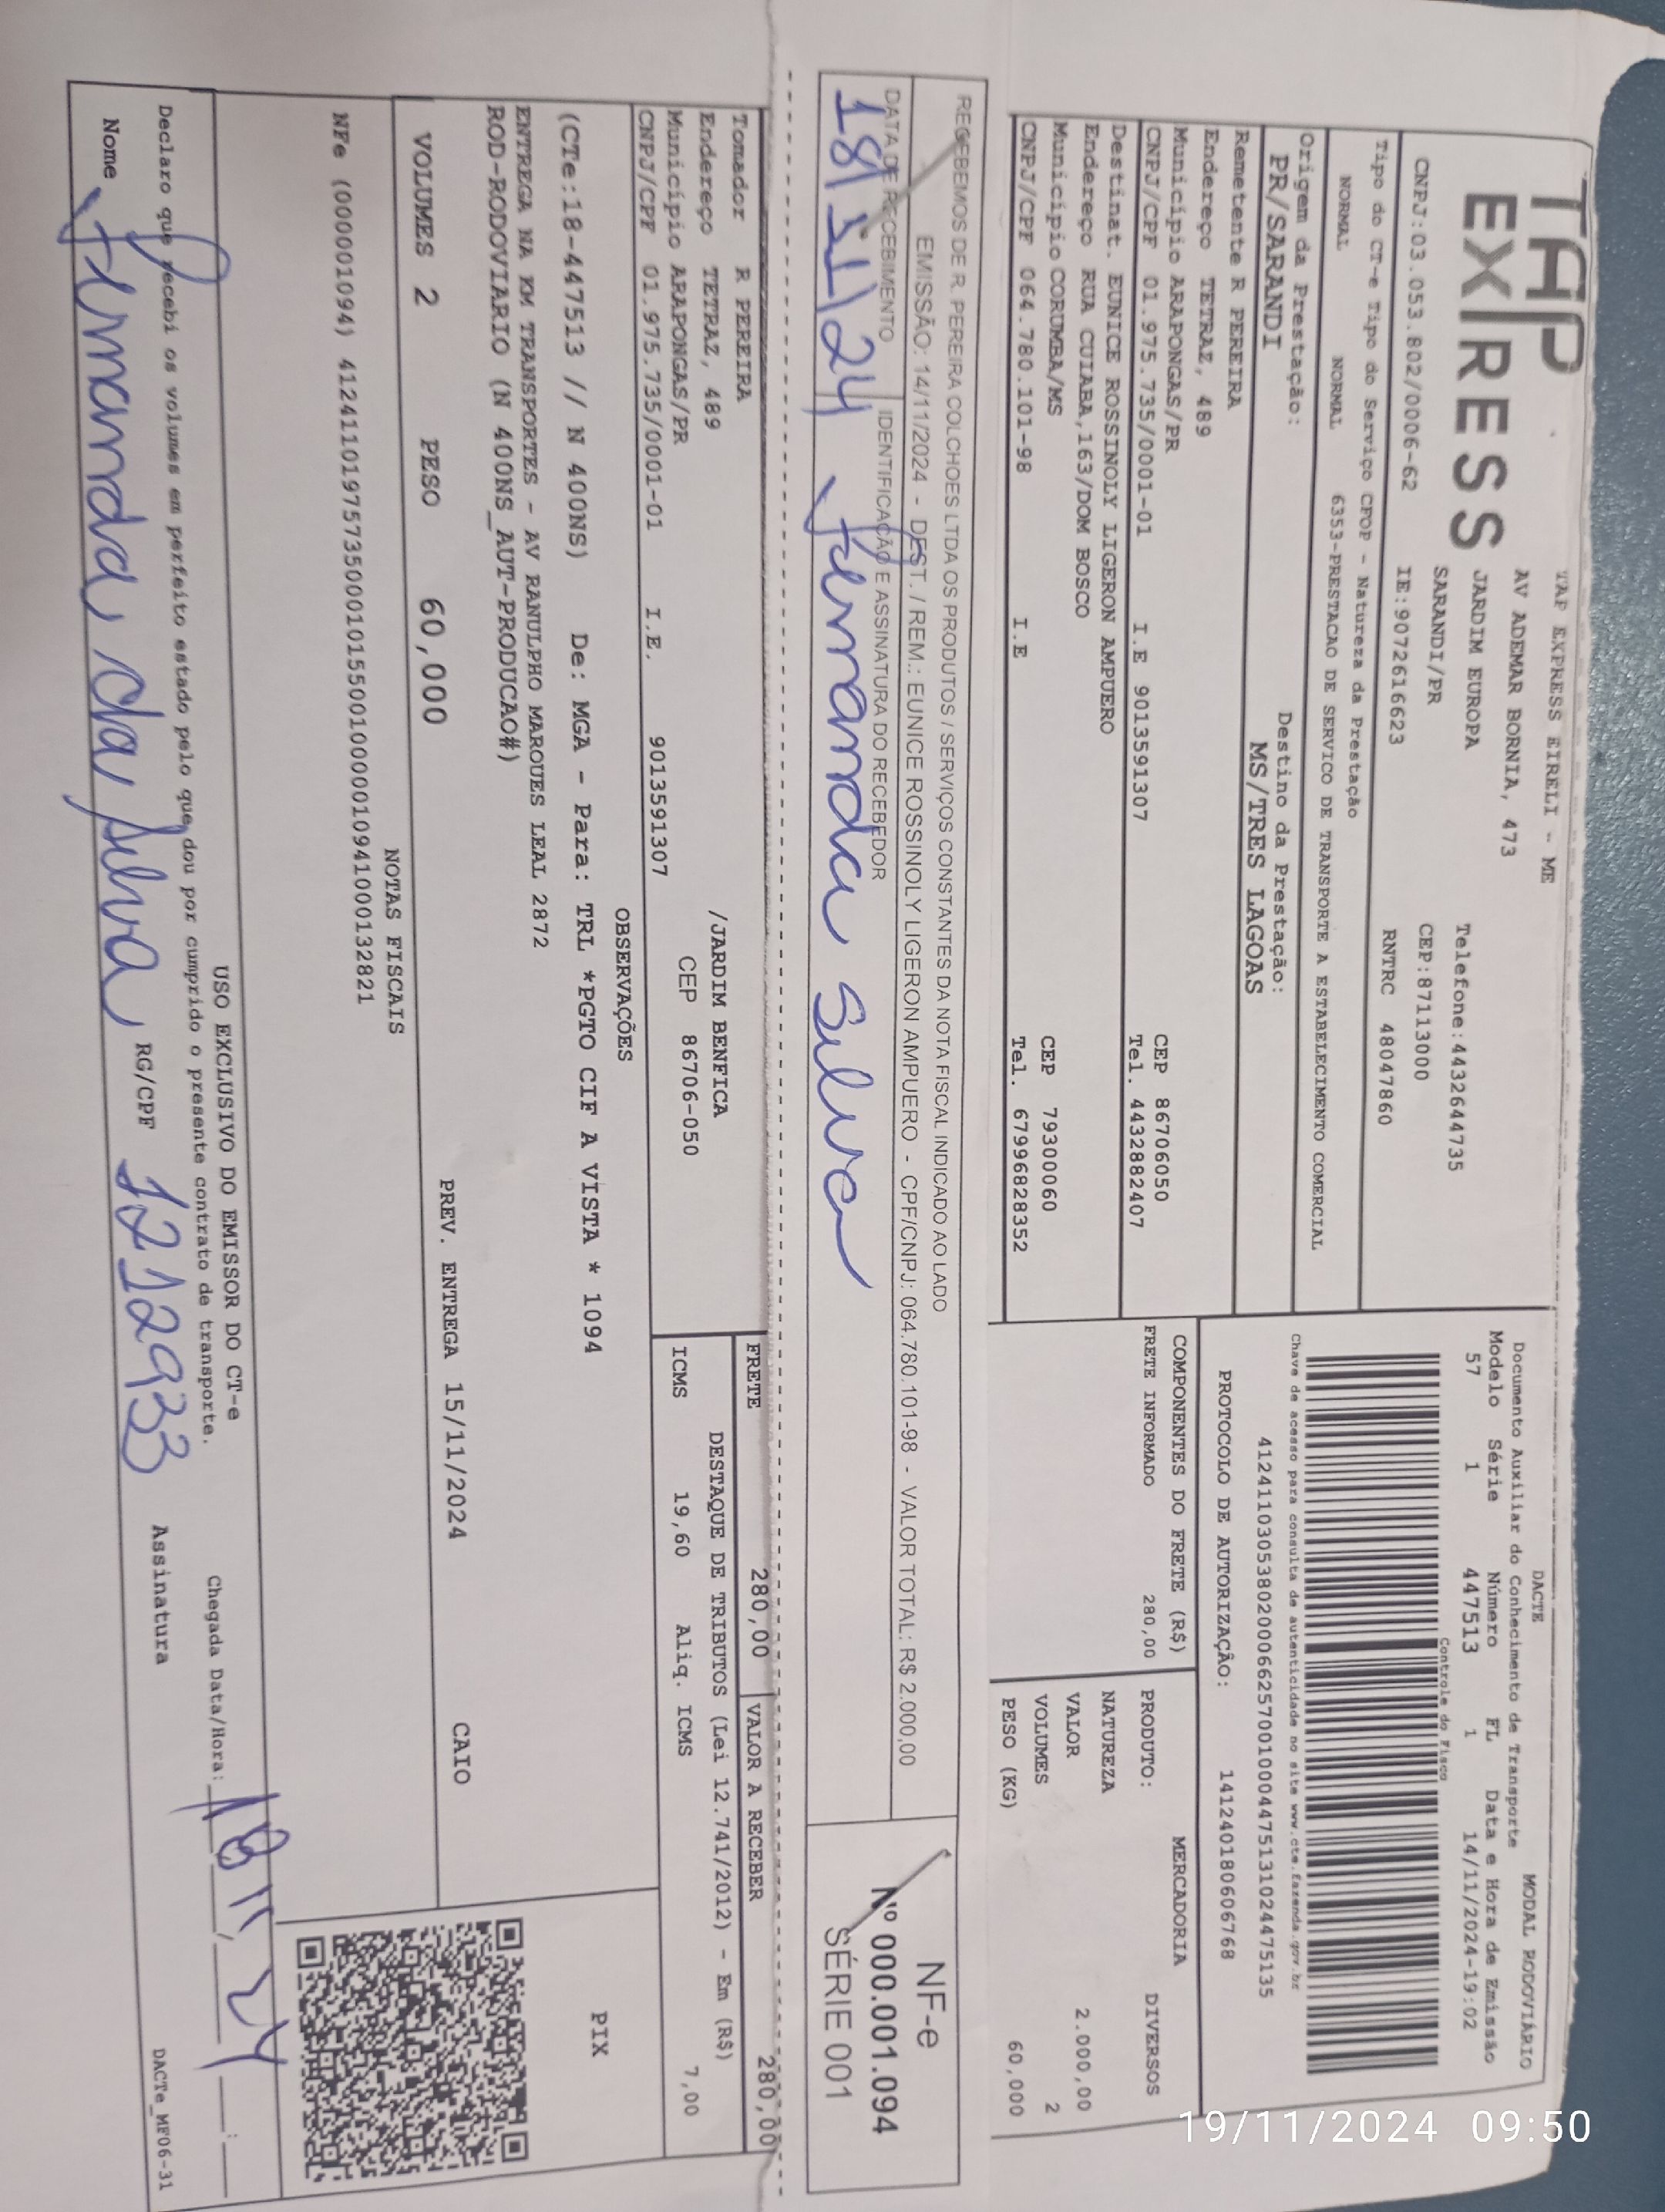 TAP
EXPRESS
TAP EXPRESS EIRELI - ME
AV ADEMAR BORNIA, 473
JARDIM EUROPA
SARANDI/PR
Telefone:4432644735
CEP:87113000
CNPJ:03.053.802/0006-62 IE:9072616623 RNTRC 48047860
Tipo do CT-e Tipo do Serviço CFOP - Natureza da Prestação
NORMAL NORMAL 6353-PRESTACAO DE SERVICO DE TRANSPORTE A ESTABELECIMENTO COMERCIAL
Origem da Prestação: Destino da Prestação:
PR/SARANDI MS/TRES LAGOAS
Remetente R PEREIRA
Endereço TETRAZ, 489
Município ARAPONGAS/PR CEP 86706050
CNPJ/CPF 01.975.735/0001-01 I.E 9013591307 Tel. 4432882407
Destinat. EUNICE ROSSINOLY LIGERON AMPUERO
Endereço RUA CUIABA,163/DOM BOSCO
Município CORUMBA/MS CEP 79300060
CNPJ/CPF 064.780.101-98 I.E Tel. 67996828352
DACTE MODAL RODOVIÁRIO
Documento Auxiliar do Conhecimento de Transporte
Modelo Série Número FL Data e Hora de Emissão
57 1 447513 1 14/11/2024-19:02
Controle do Fisco
Chave de acesso para consulta de autenticidade no site www.cte.fazenda.gov.br
41241103053802000662570010004475131024475135
PROTOCOLO DE AUTORIZAÇÃO: 141240180606768
COMPONENTES DO FRETE (R$)
FRETE INFORMADO 280,00
MERCADORIA
PRODUTO: DIVERSOS
NATUREZA
VALOR 2.000,00
VOLUMES 2
PESO (KG) 60,000
19/11/2024 09:50
RECEBEMOS DE R. PEREIRA COLCHOES LTDA OS PRODUTOS / SERVIÇOS CONSTANTES DA NOTA FISCAL INDICADO AO LADO
EMISSÃO: 14/11/2024 - DEST. / REM.: EUNICE ROSSINOLY LIGERON AMPUERO - CPF/CNPJ: 064.780.101-98 - VALOR TOTAL: R$ 2.000,00
DATA DE RECEBIMENTO IDENTIFICAÇÃO E ASSINATURA DO RECEBEDOR
18/11/24 Fernanda Silva
NF-e
Nº 000.001.094
SÉRIE 001
Tomador R PEREIRA
Endereço TETRAZ, 489 /JARDIM BENFICA
Município ARAPONGAS/PR CEP 86706-050
CNPJ/CPF 01.975.735/0001-01 I.E. 9013591307
FRETE 280,00 VALOR A RECEBER 280,00
DESTAQUE DE TRIBUTOS (Lei 12.741/2012) - Em (R$)
ICMS 19,60 Aliq. ICMS 7,00
OBSERVAÇÕES
(CTe:18-447513 // N 400NS) De: MGA - Para: TRL *PGTO CIF A VISTA * 1094
ENTREGA NA KM TRANSPORTES - AV RANULPHO MARQUES LEAL 2872
ROD-RODOVIARIO (N 400NS_AUT-PRODUCAO#)
PIX
VOLUMES 2 PESO 60,000 PREV. ENTREGA 15/11/2024 CAIO
NOTAS FISCAIS
NFe (000001094) 41241101975735000101550010000010941000132821
USO EXCLUSIVO DO EMISSOR DO CT-e
Declaro que recebi os volumes em perfeito estado pelo que dou por cumprido o presente contrato de transporte.
Chegada Data/Hora: 18 11 24
Nome Fernanda da Silva RG/CPF 1212933 Assinatura
DACTe_MF06-31